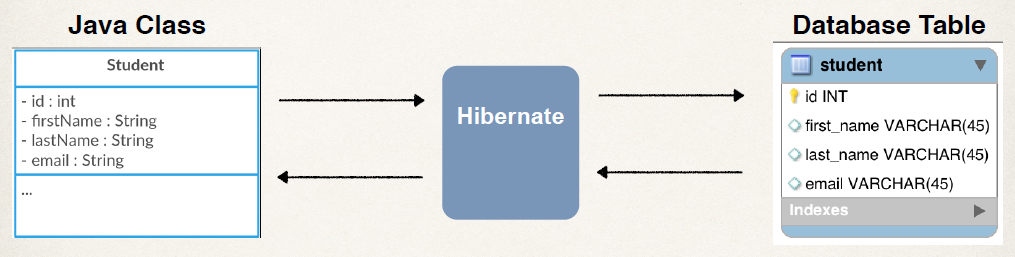 Java Class
Student
- id : int
- firstName : String
- lastName : String
- email : String
...
Hibernate
Database Table
student
id INT
first_name VARCHAR(45)
last_name VARCHAR(45)
email VARCHAR(45)
Indexes